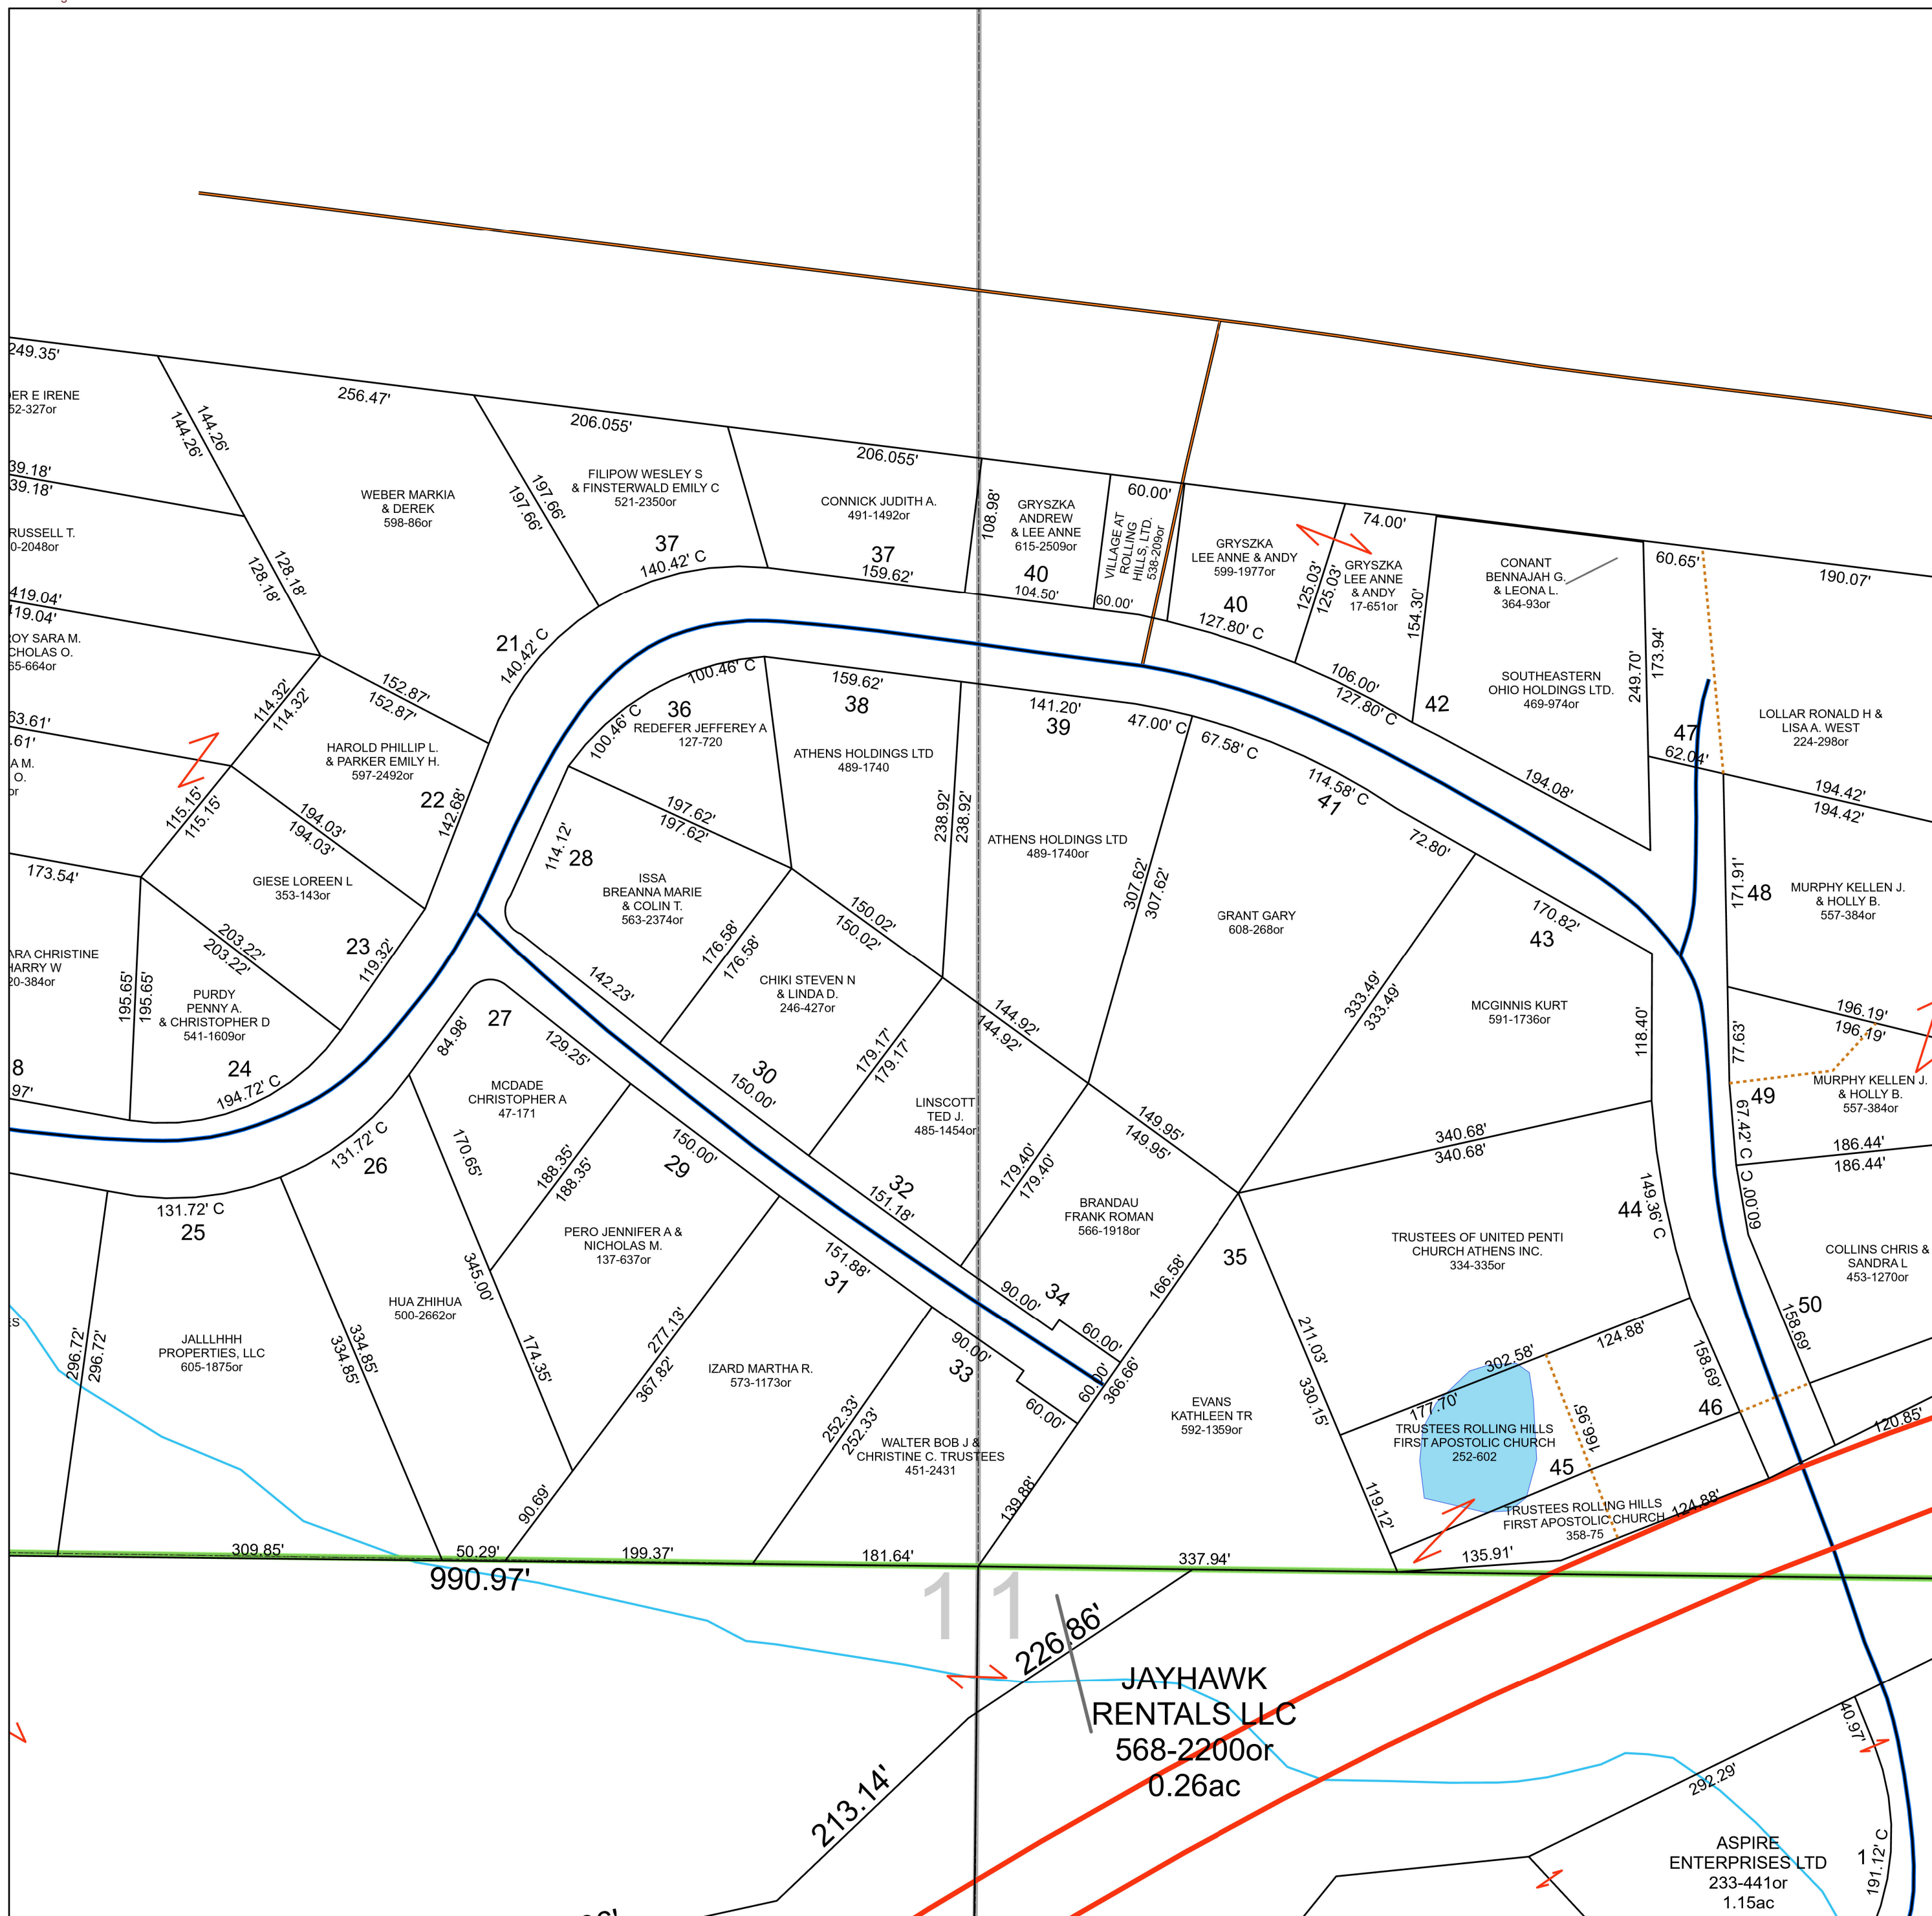 249.35'
256.47'
206.055'
206.055'
60.00'
74.00'
60.65'
190.07'
ER E IRENE
52-327or
144.26'
144.26'
39.18'
39.18'
RUSSELL T.
0-2048or
WEBER MARKIA
& DEREK
598-86or
197.66'
197.66'
FILIPOW WESLEY S
& FINSTERWALD EMILY C
521-2350or
37
140.42' C
CONNICK JUDITH A.
491-1492or
37
159.62'
108.98'
GRYSZKA
ANDREW
& LEE ANNE
615-2509or
40
104.50'
VILLAGE AT
ROLLING
HILLS, LTD.
538-209or
60.00'
GRYSZKA
LEE ANNE & ANDY
599-1977or
40
127.80' C
125.03'
125.03'
GRYSZKA
LEE ANNE
& ANDY
17-651or
154.30'
106.00'
127.80' C
42
CONANT
BENNAJAH G.
& LEONA L.
364-93or
SOUTHEASTERN
OHIO HOLDINGS LTD.
469-974or
249.70'
173.94'
194.08'
47
62.04'
LOLLAR RONALD H &
LISA A. WEST
224-298or
194.42'
194.42'
128.18'
128.18'
419.04'
419.04'
ROY SARA M.
CHOLAS O.
65-664or
21
140.42' C
152.87'
152.87'
114.32'
114.32'
63.61'
.61'
A M.
O.
or
HAROLD PHILLIP L.
& PARKER EMILY H.
597-2492or
22
142.68'
115.15'
115.15'
194.03'
194.03'
173.54'
GIESE LOREEN L
353-143or
23
119.32'
203.22'
203.22'
ARA CHRISTINE
HARRY W
20-384or
195.65'
195.65'
PURDY
PENNY A.
& CHRISTOPHER D
541-1609or
24
194.72' C
8
97'
100.46' C
36
REDEFER JEFFEREY A
127-720
100.46' C
159.62'
38
ATHENS HOLDINGS LTD
489-1740
141.20'
39
47.00' C
67.58' C
114.58' C
41
72.80'
238.92'
238.92'
ATHENS HOLDINGS LTD
489-1740or
307.62'
307.62'
GRANT GARY
608-268or
333.49'
333.49'
170.82'
43
MCGINNIS KURT
591-1736or
118.40'
197.62'
197.62'
114.12'
28
ISSA
BREANNA MARIE
& COLIN T.
563-2374or
142.23'
176.58'
176.58'
150.02'
150.02'
CHIKI STEVEN N
& LINDA D.
246-427or
30
150.00'
179.17'
179.17'
144.92'
144.92'
LINSCOTT
TED J.
485-1454or
32
151.18'
179.40'
179.40'
149.95'
149.95'
BRANDAU
FRANK ROMAN
566-1918or
34
90.00'
60.00'
166.58'
35
171.91'
48
MURPHY KELLEN J.
& HOLLY B.
557-384or
196.19'
196.19'
77.63'
49
MURPHY KELLEN J.
& HOLLY B.
557-384or
67.42' C
186.44'
186.44'
60.00' C
COLLINS CHRIS &
SANDRA L
453-1270or
50
158.69'
84.98'
27
129.25'
MCDADE
CHRISTOPHER A
47-171
170.65'
188.35'
188.35'
150.00'
29
PERO JENNIFER A &
NICHOLAS M.
137-637or
131.72' C
26
131.72' C
25
345.00'
HUA ZHIHUA
500-2662or
334.85'
334.85'
174.35'
277.13'
367.82'
151.88'
31
IZARD MARTHA R.
573-1173or
90.00'
33
60.00'
60.00'
366.66'
252.33'
252.33'
WALTER BOB J &
CHRISTINE C. TRUSTEES
451-2431
139.88'
JALLLHHH
PROPERTIES, LLC
605-1875or
296.72'
296.72'
ES
EVANS
KATHLEEN TR
592-1359or
340.68'
340.68'
TRUSTEES OF UNITED PENTI
CHURCH ATHENS INC.
334-335or
44
149.36' C
211.03'
330.15'
302.58'
124.88'
177.70'
158.69'
46
TRUSTEES ROLLING HILLS
FIRST APOSTOLIC CHURCH
252-602
166.95'
45
119.12'
TRUSTEES ROLLING HILLS
FIRST APOSTOLIC CHURCH
358-75
124.88'
120.85'
135.91'
90.69'
309.85'
50.29'
199.37'
181.64'
337.94'
990.97'
11
226.86'
JAYHAWK
RENTALS LLC
568-2200or
0.26ac
213.14'
40.97'
292.29'
ASPIRE
ENTERPRISES LTD
233-441or
1.15ac
1
191.12' C